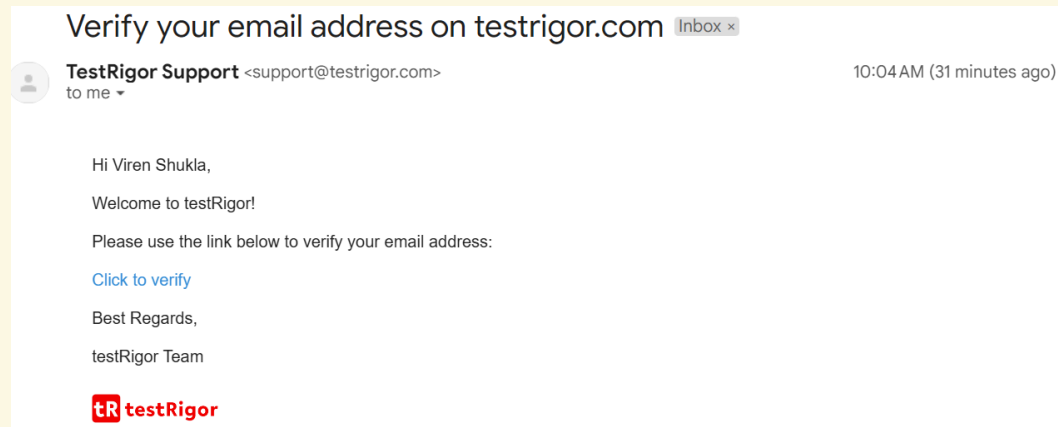 Verify your email address on testrigor.com Inbox ×
TestRigor Support <support@testrigor.com> 10:04 AM (31 minutes ago)
to me
Hi Viren Shukla,
Welcome to testRigor!
Please use the link below to verify your email address:
Click to verify
Best Regards,
testRigor Team
tR testRigor